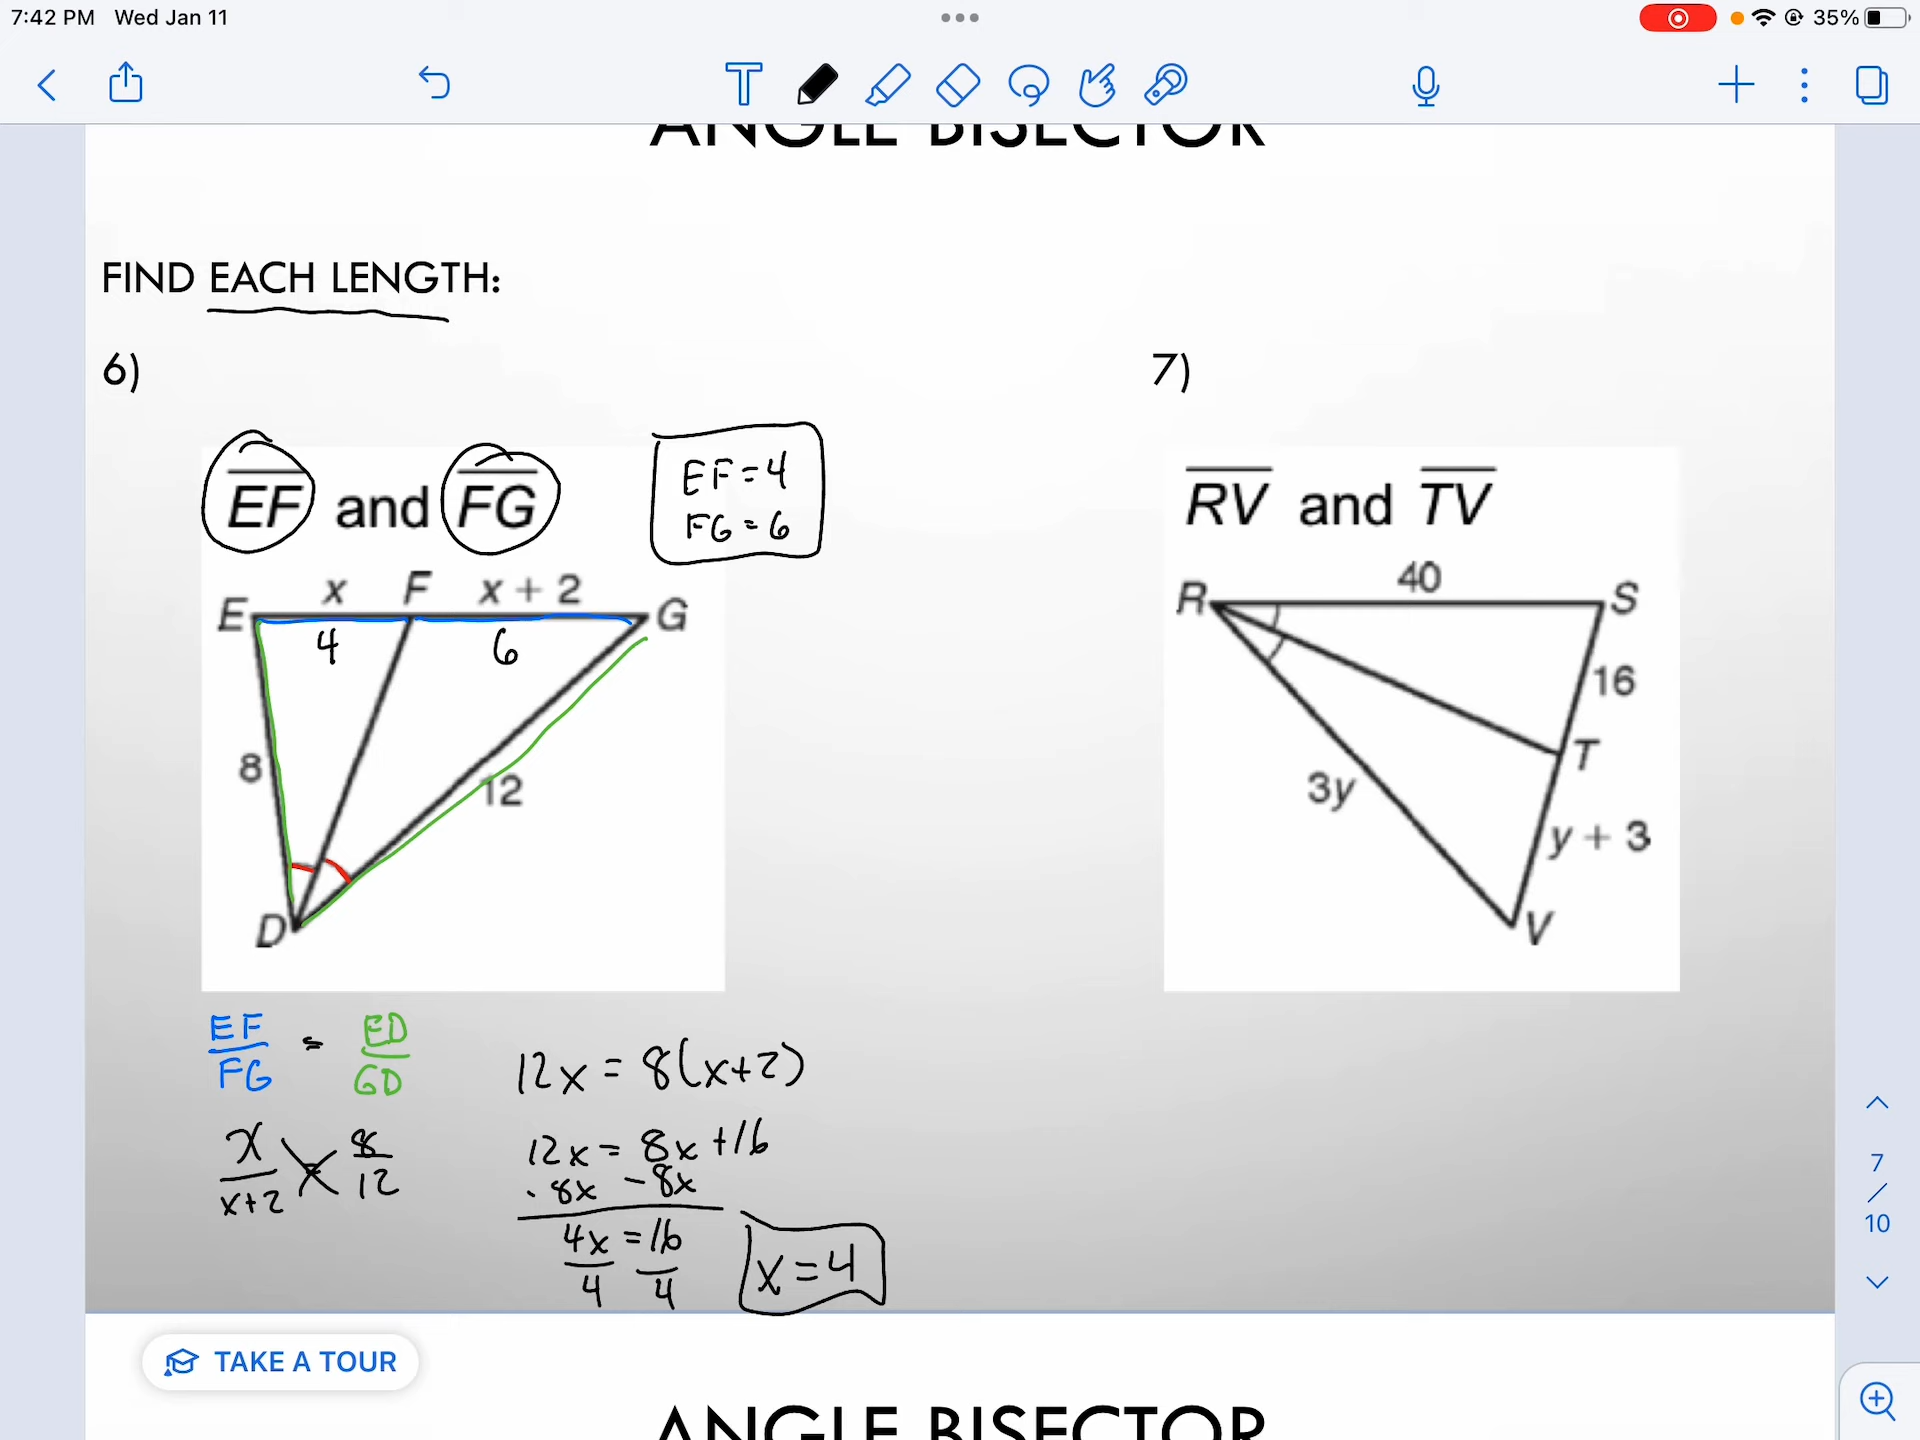 7:42 PM Wed Jan 11
35%
T
ANGLE BISECTOR
FIND EACH LENGTH:
6)
EF and FG
EF = 4
FG = 6
E x F x + 2 G
4 6
8
12
D
EF/FG = ED/GD
x/x+2 = 8/12
12x = 8(x+2)
12x = 8x +16
-8x -8x
4x = 16
4 4
x = 4
7)
RV and TV
R 40 S
16
T
3y
y + 3
V
7
/
10
TAKE A TOUR
ANGLE BISECTOR